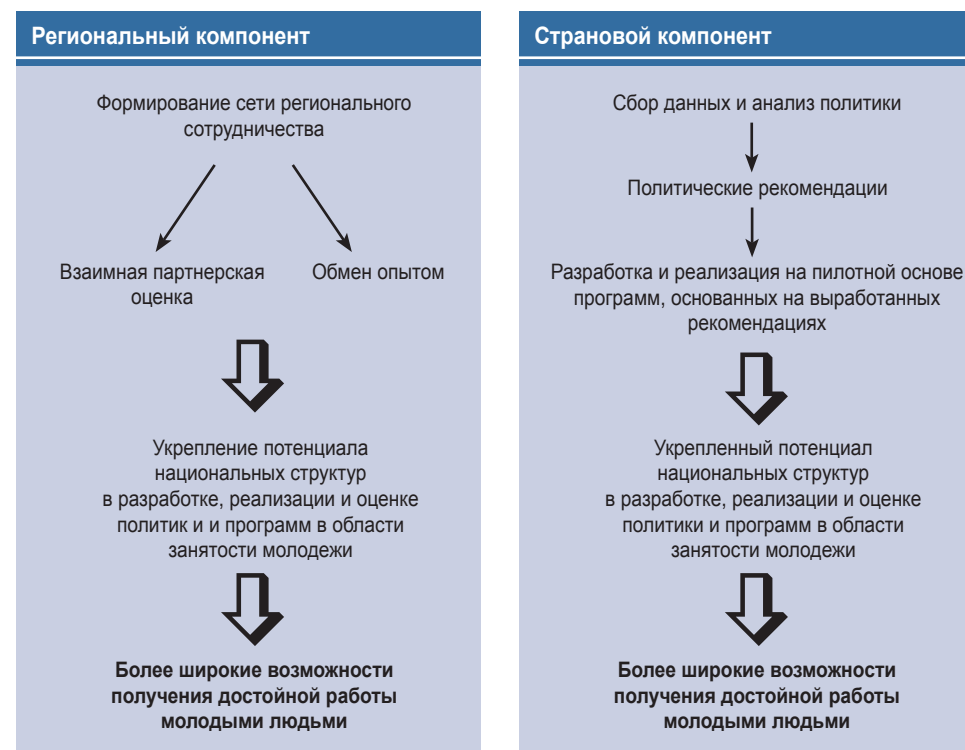 Региональный компонент
Формирование сети регионального
сотрудничества
Взаимная партнерская
оценка
Обмен опытом
Укрепление потенциала
национальных структур
в разработке, реализации и оценке
политик и и программ в области
занятости молодежи
Более широкие возможности
получения достойной работы
молодыми людьми
Страновой компонент
Сбор данных и анализ политики
Политические рекомендации
Разработка и реализация на пилотной основе
программ, основанных на выработанных
рекомендациях
Укрепленный потенциал
национальных структур
в разработке, реализации и оценке
политики и программ в области
занятости молодежи
Более широкие возможности
получения достойной работы
молодыми людьми